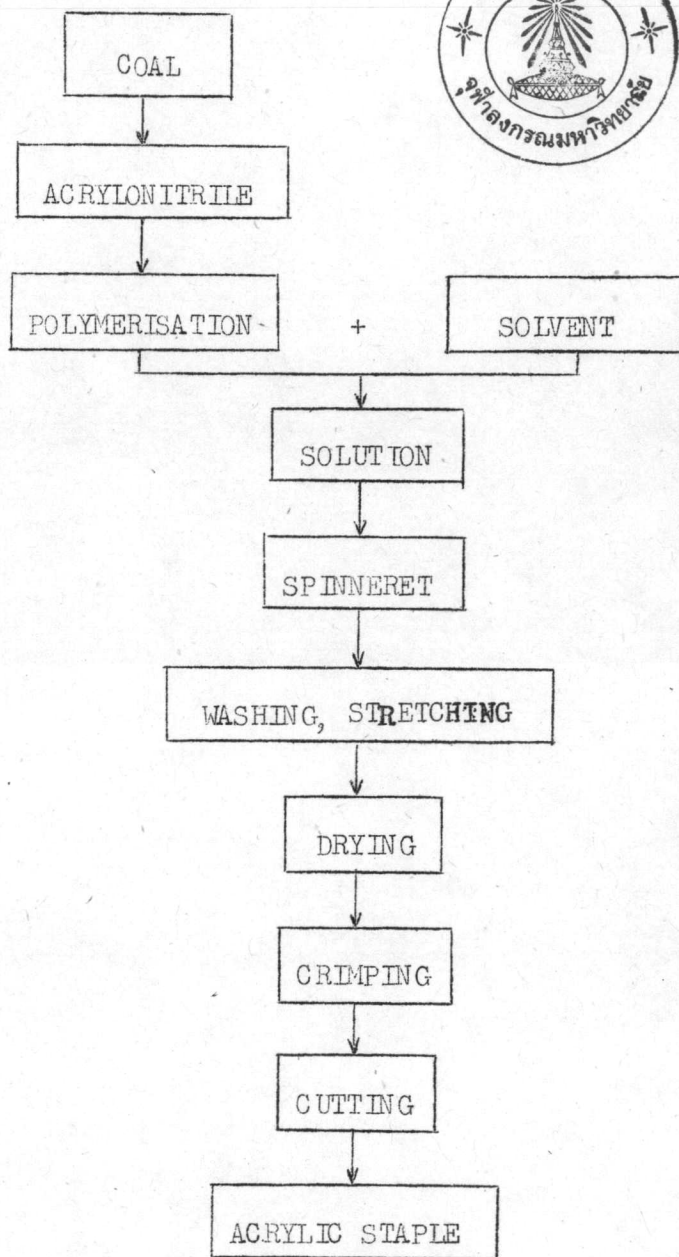 COAL
จุฬาลงกรณมหาวิทยาลัย
ACRYLONITRILE
POLYMERISATION + SOLVENT
SOLUTION
SPINNERET
WASHING, STRETCHING
DRYING
CRIMPING
CUTTING
ACRYLIC STAPLE